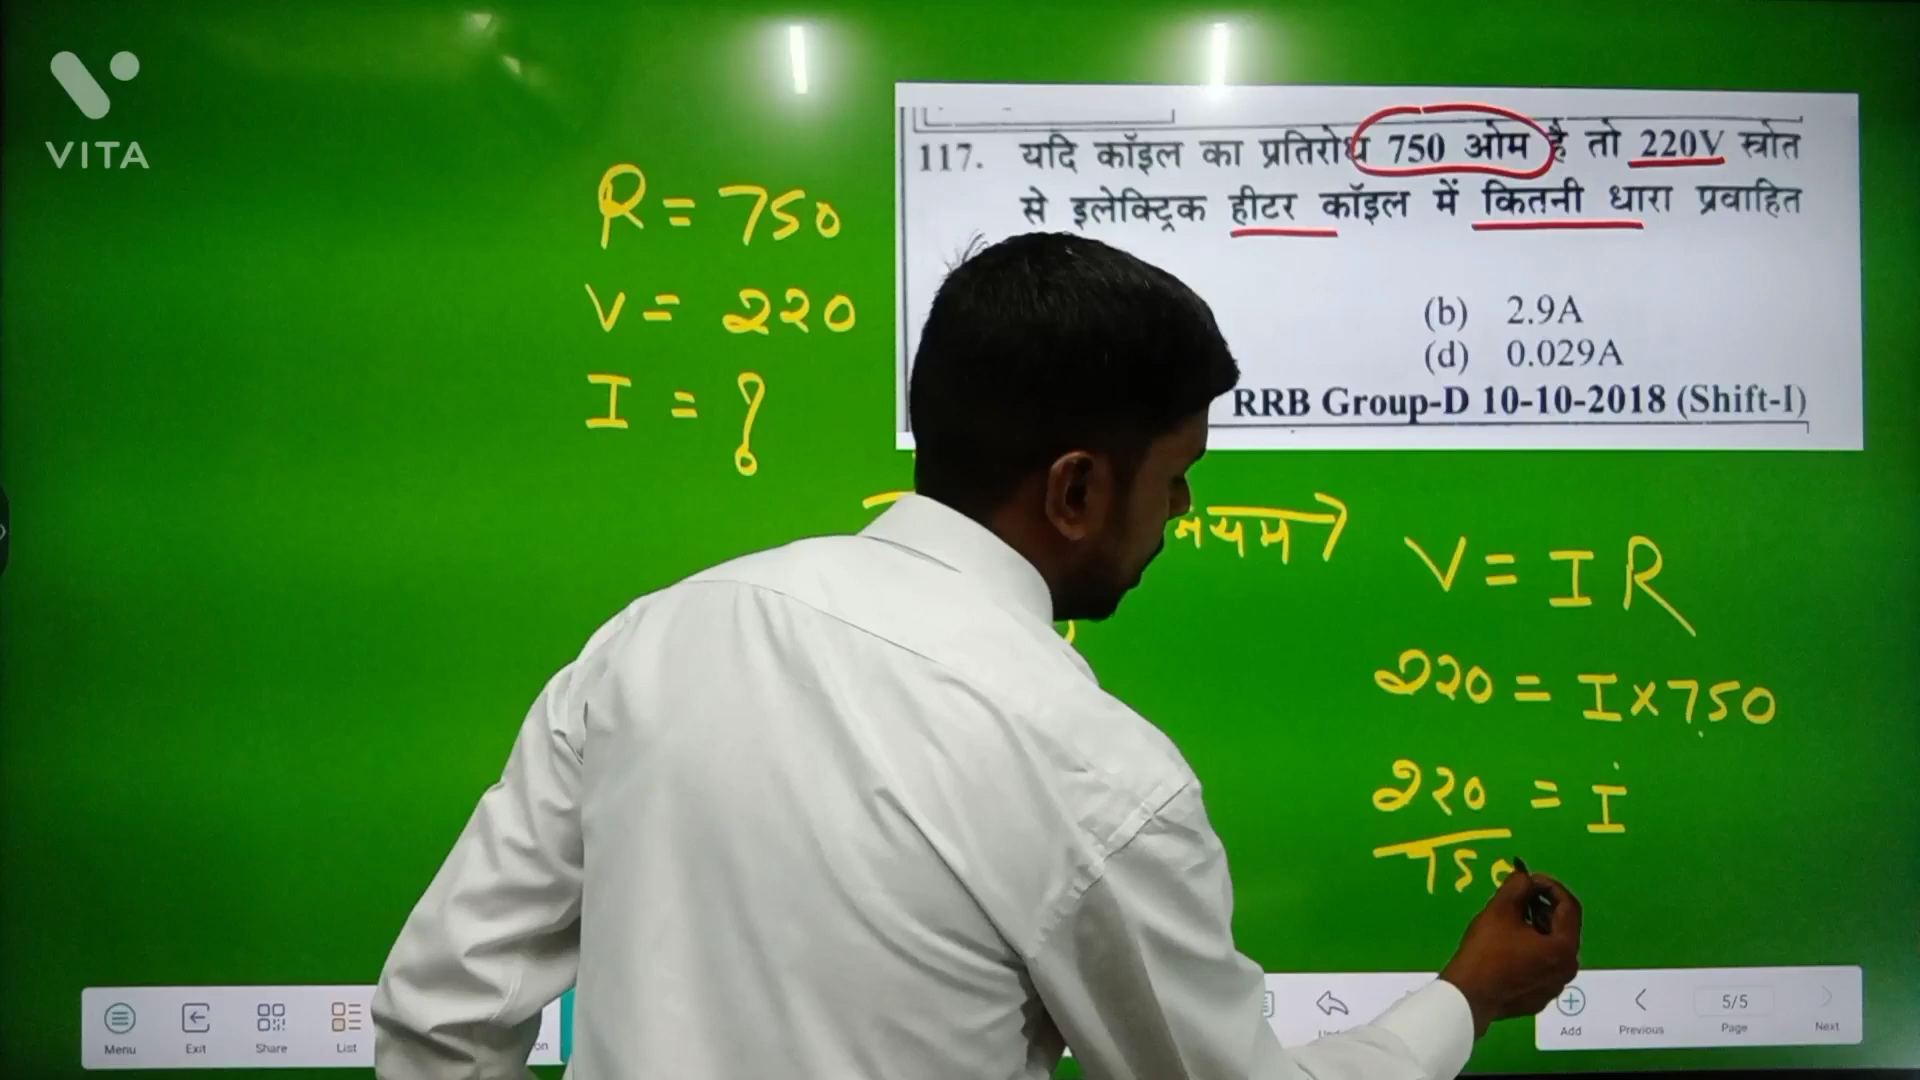 VITA
117. यदि कॉइल का प्रतिरोध 750 ओम है तो 220V स्त्रोत
से इलेक्ट्रिक हीटर कॉइल में कितनी धारा प्रवाहित
(b) 2.9A
(d) 0.029A
RRB Group-D 10-10-2018 (Shift-I)
R = 750
V = 220
I = ?
V = IR
220 = I×750
220 = I
750
Menu
Exit
Share
List
Add
Previous
5/5
Page
Next